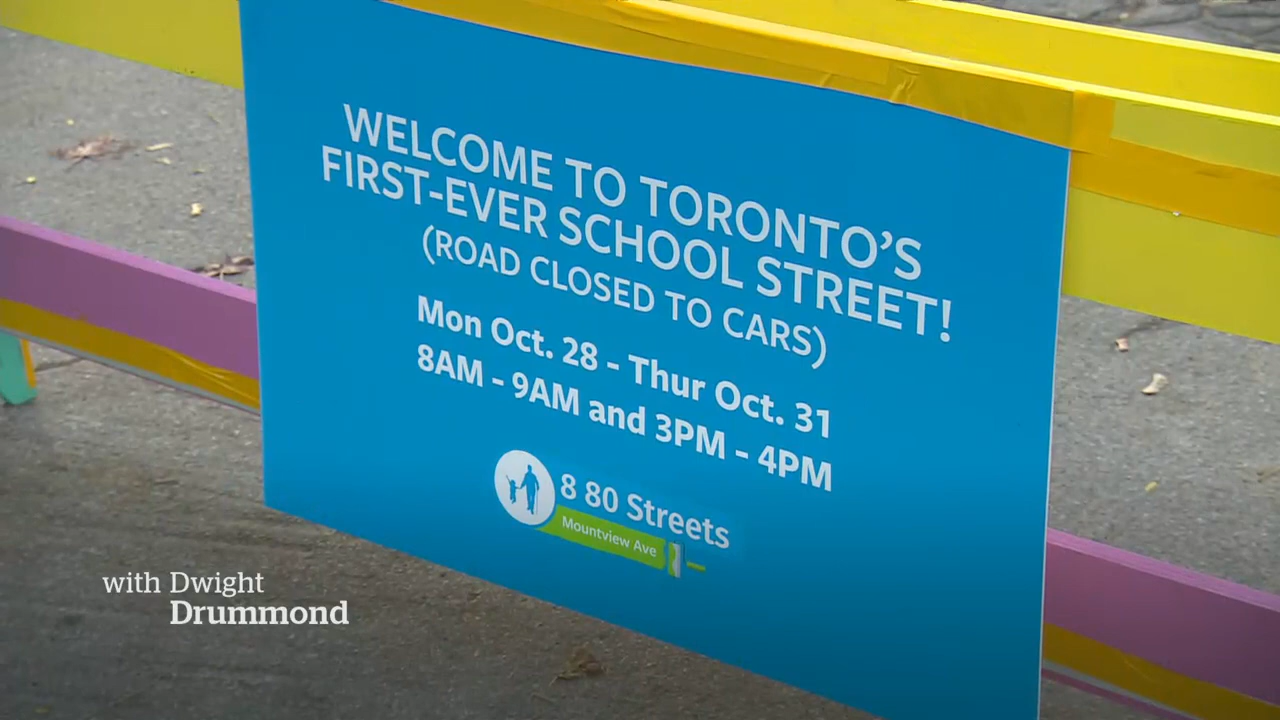 WELCOME TO TORONTO'S
FIRST-EVER SCHOOL STREET!
(ROAD CLOSED TO CARS)
Mon Oct. 28 - Thur Oct. 31
8AM - 9AM and 3PM - 4PM
8 80 Streets
Mountview Ave
with Dwight
Drummond